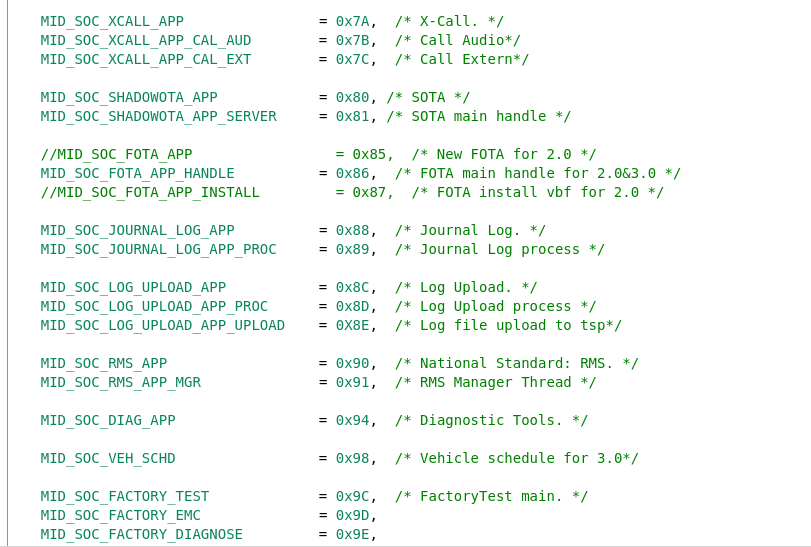 MID_SOC_XCALL_APP = 0x7A, /* X-Call. */
MID_SOC_XCALL_APP_CAL_AUD = 0x7B, /* Call Audio*/
MID_SOC_XCALL_APP_CAL_EXT = 0x7C, /* Call Extern*/
MID_SOC_SHADOWOTA_APP = 0x80, /* SOTA */
MID_SOC_SHADOWOTA_APP_SERVER = 0x81, /* SOTA main handle */
//MID_SOC_FOTA_APP = 0x85, /* New FOTA for 2.0 */
MID_SOC_FOTA_APP_HANDLE = 0x86, /* FOTA main handle for 2.0&3.0 */
//MID_SOC_FOTA_APP_INSTALL = 0x87, /* FOTA install vbf for 2.0 */
MID_SOC_JOURNAL_LOG_APP = 0x88, /* Journal Log. */
MID_SOC_JOURNAL_LOG_APP_PROC = 0x89, /* Journal Log process */
MID_SOC_LOG_UPLOAD_APP = 0x8C, /* Log Upload. */
MID_SOC_LOG_UPLOAD_APP_PROC = 0x8D, /* Log Upload process */
MID_SOC_LOG_UPLOAD_APP_UPLOAD = 0X8E, /* Log file upload to tsp*/
MID_SOC_RMS_APP = 0x90, /* National Standard: RMS. */
MID_SOC_RMS_APP_MGR = 0x91, /* RMS Manager Thread */
MID_SOC_DIAG_APP = 0x94, /* Diagnostic Tools. */
MID_SOC_VEH_SCHD = 0x98, /* Vehicle schedule for 3.0*/
MID_SOC_FACTORY_TEST = 0x9C, /* FactoryTest main. */
MID_SOC_FACTORY_EMC = 0x9D,
MID_SOC_FACTORY_DIAGNOSE = 0x9E,